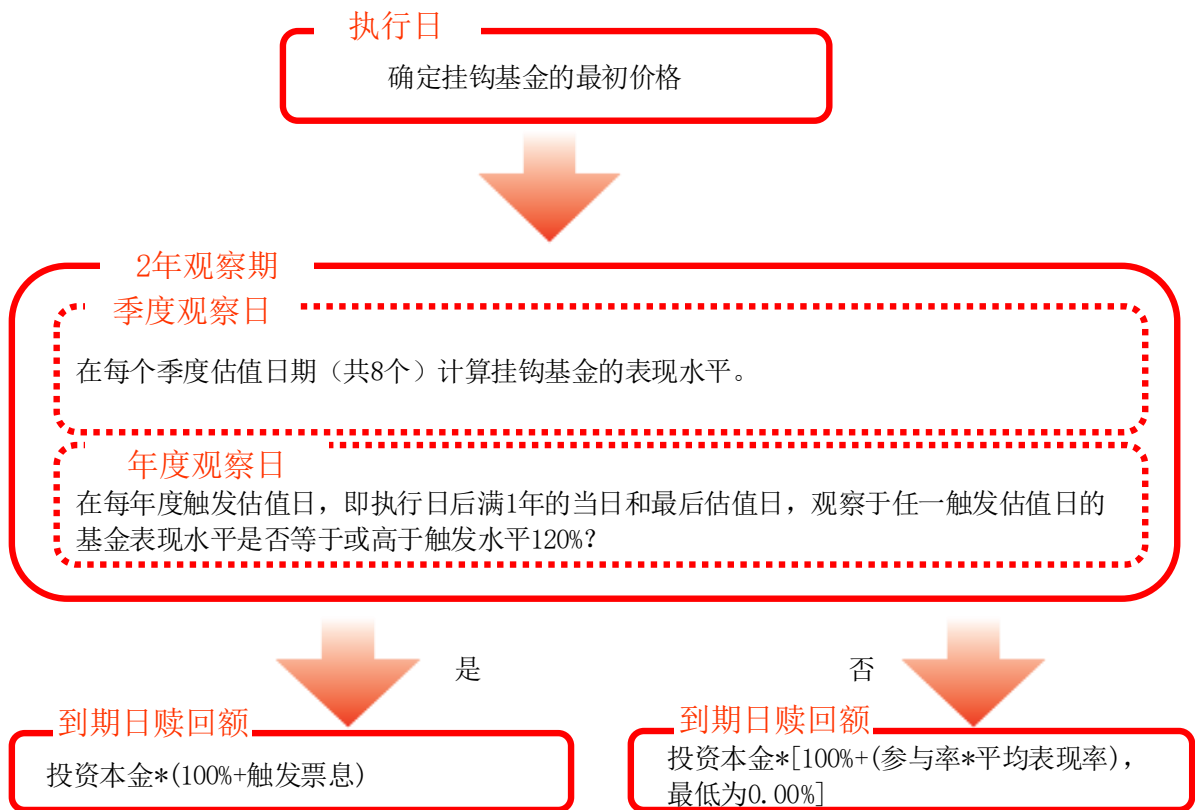 执行日
确定挂钩基金的最初价格
2年观察期
季度观察日
在每个季度估值日期（共8个）计算挂钩基金的表现水平。
年度观察日
在每年度触发估值日，即执行日后满1年的当日和最后估值日，观察于任一触发估值日的
基金表现水平是否等于或高于触发水平120%？
是
否
到期日赎回额
投资本金*(100%+触发票息)
到期日赎回额
投资本金*[100%+(参与率*平均表现率)，
最低为0.00%]